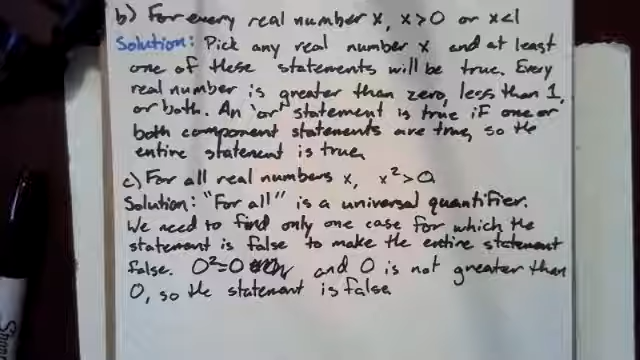 b) For every real number x, x>0 or x<1
Solution: Pick any real number x and at least
one of these statements will be true. Every
real number is greater than zero, less than 1,
or both. An "or" statement is true if one or
both component statements are true, so the
entire statement is true.
c) For all real numbers x, x²>0
Solution: "For all" is a universal quantifier.
We need to find only one case for which the
statement is false to make the entire statement
false. 0²=0 and 0 is not greater than
0, so the statement is false